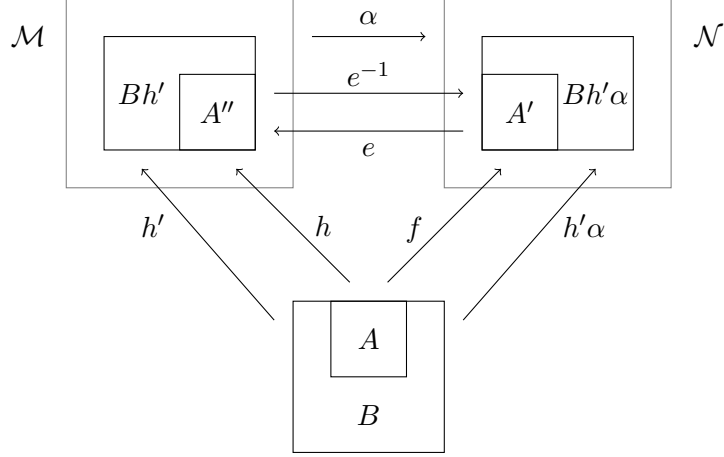 ℳ α 𝒩
e⁻¹
Bh′ A″ A′ Bh′α
e
h′ h f h′α
A
B